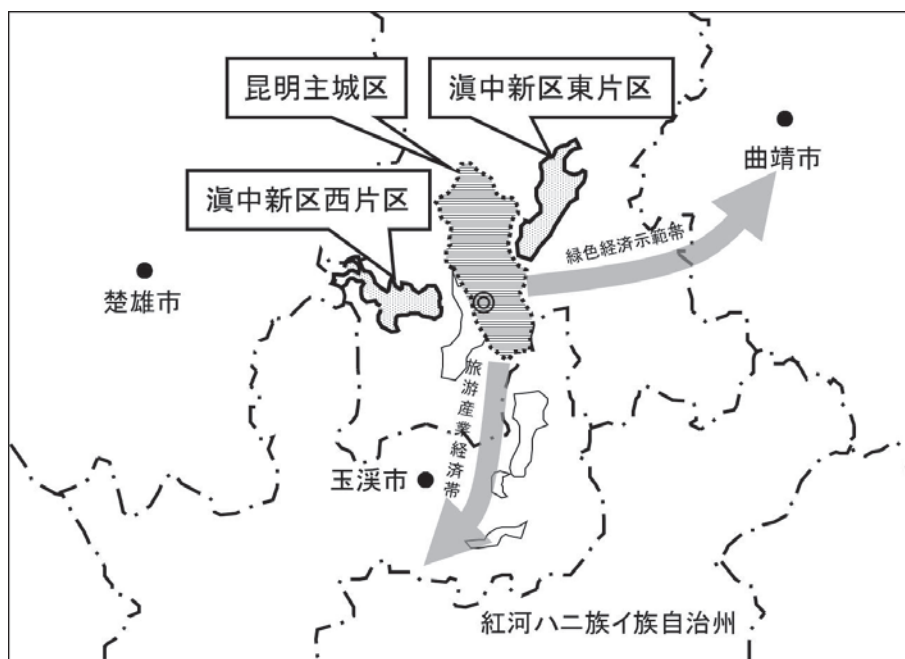 昆明主城区
滇中新区東片区
曲靖市
滇中新区西片区
緑色経済示範帯
楚雄市
旅游産業経済帯
玉渓市
紅河ハニ族イ族自治州